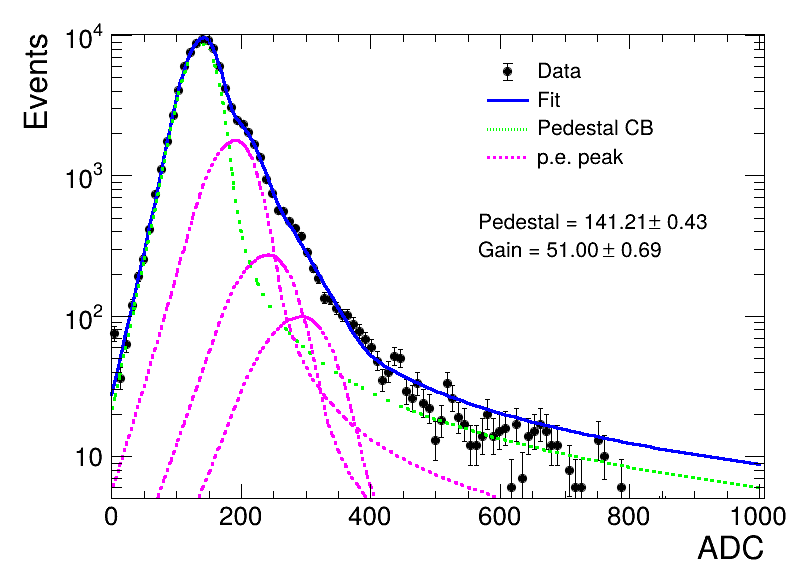 Events
10^4
10^3
10^2
10
Data
Fit
Pedestal CB
p.e. peak
Pedestal = 141.21± 0.43
Gain = 51.00 ± 0.69
0 200 400 600 800 1000
ADC